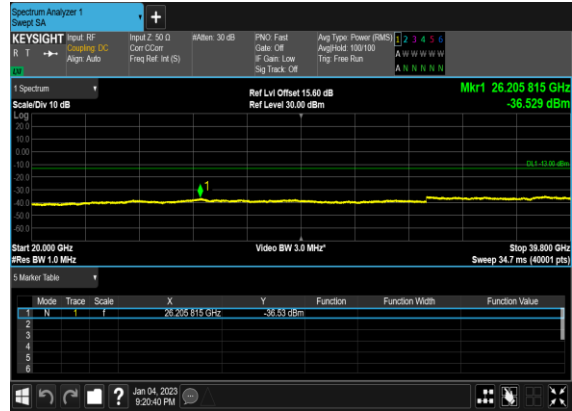 Spectrum Analyzer 1
Swept SA
+
KEYSIGHT Input: RF Input Z: 50 Ω #Atten: 30 dB PNO: Fast Avg Type: Power (RMS) 1 2 3 4 5 6
R T Coupling: DC Corr CCorr Gate: Off Avg|Hold: 100/100 A W W W W W
Align: Auto Freq Ref: Int (S) IF Gain: Low Trig: Free Run
Sig Track: Off A N N N N N
1 Spectrum
Scale/Div 10 dB
Ref Lvl Offset 15.60 dB
Ref Level 30.00 dBm
Mkr1 26.205 815 GHz
-36.529 dBm
Log
20.0
10.0
0.00
-10.0
DL1 -13.00 dBm
-20.0
-30.0
1
-40.0
-50.0
-60.0
Start 20.000 GHz Video BW 3.0 MHz* Stop 39.800 GHz
#Res BW 1.0 MHz Sweep 34.7 ms (40001 pts)
5 Marker Table
Mode Trace Scale X Y Function Function Width Function Value
1 N 1 f 26.205 815 GHz -36.53 dBm
2
3
4
5
6
? Jan 04, 2023
9:20:40 PM